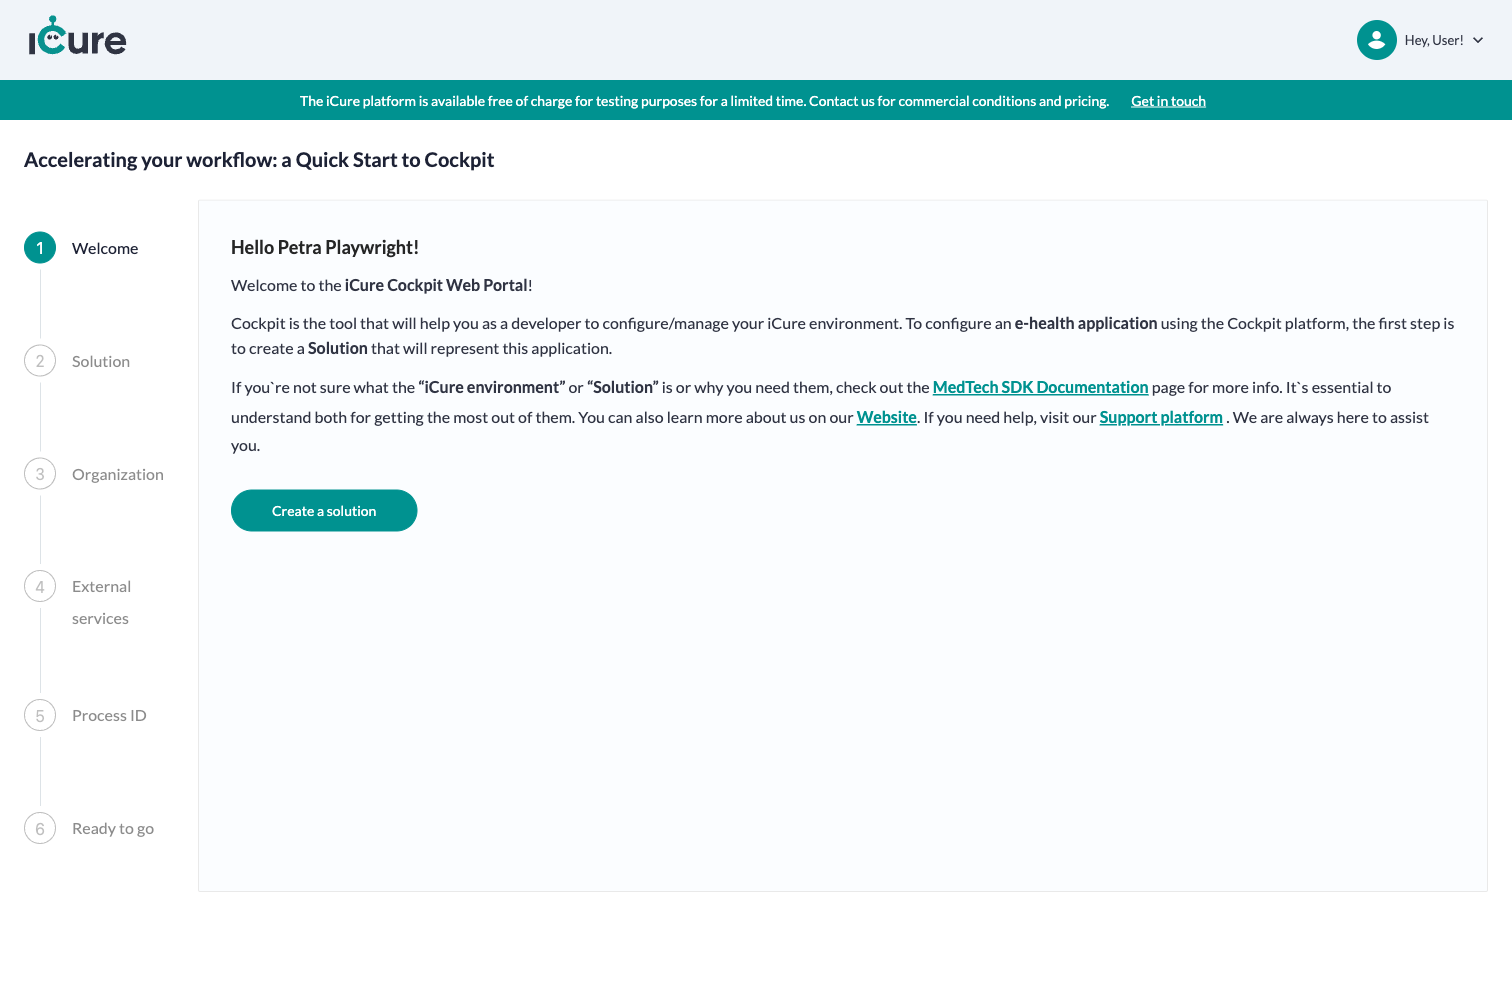 iCure
Hey, User!
The iCure platform is available free of charge for testing purposes for a limited time. Contact us for commercial conditions and pricing. Get in touch
Accelerating your workflow: a Quick Start to Cockpit
1 Welcome
2 Solution
3 Organization
4 External
services
5 Process ID
6 Ready to go
Hello Petra Playwright!
Welcome to the iCure Cockpit Web Portal!
Cockpit is the tool that will help you as a developer to configure/manage your iCure environment. To configure an e-health application using the Cockpit platform, the first step is
to create a Solution that will represent this application.
If you`re not sure what the “iCure environment” or “Solution” is or why you need them, check out the MedTech SDK Documentation page for more info. It`s essential to
understand both for getting the most out of them. You can also learn more about us on our Website. If you need help, visit our Support platform . We are always here to assist
you.
Create a solution